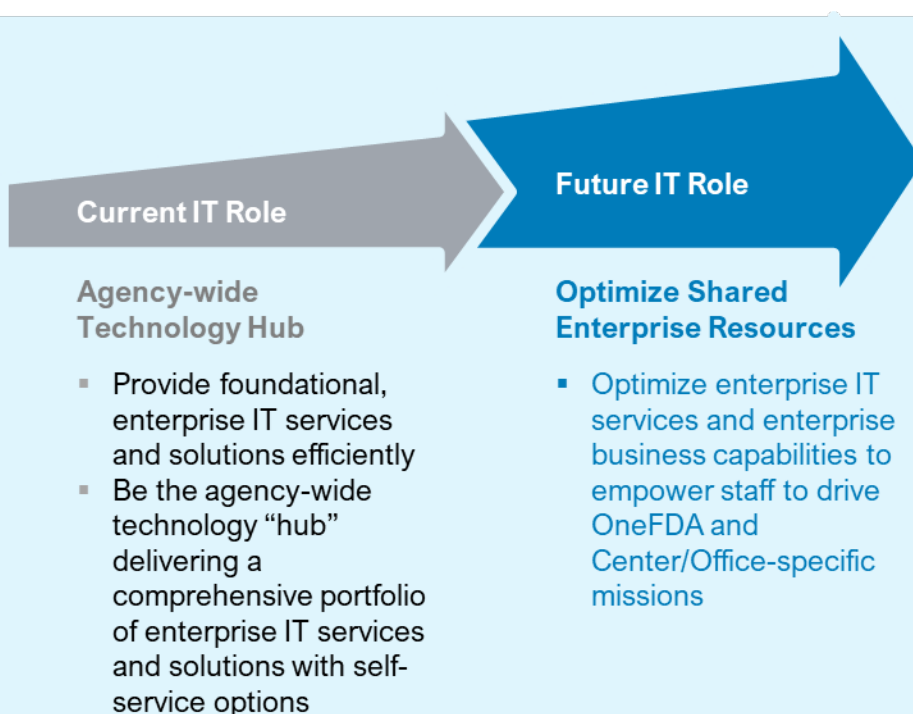 Current IT Role
Agency-wide
Technology Hub
▪ Provide foundational,
enterprise IT services
and solutions efficiently
▪ Be the agency-wide
technology “hub”
delivering a
comprehensive portfolio
of enterprise IT services
and solutions with self-
service options
Future IT Role
Optimize Shared
Enterprise Resources
▪ Optimize enterprise IT
services and enterprise
business capabilities to
empower staff to drive
OneFDA and
Center/Office-specific
missions